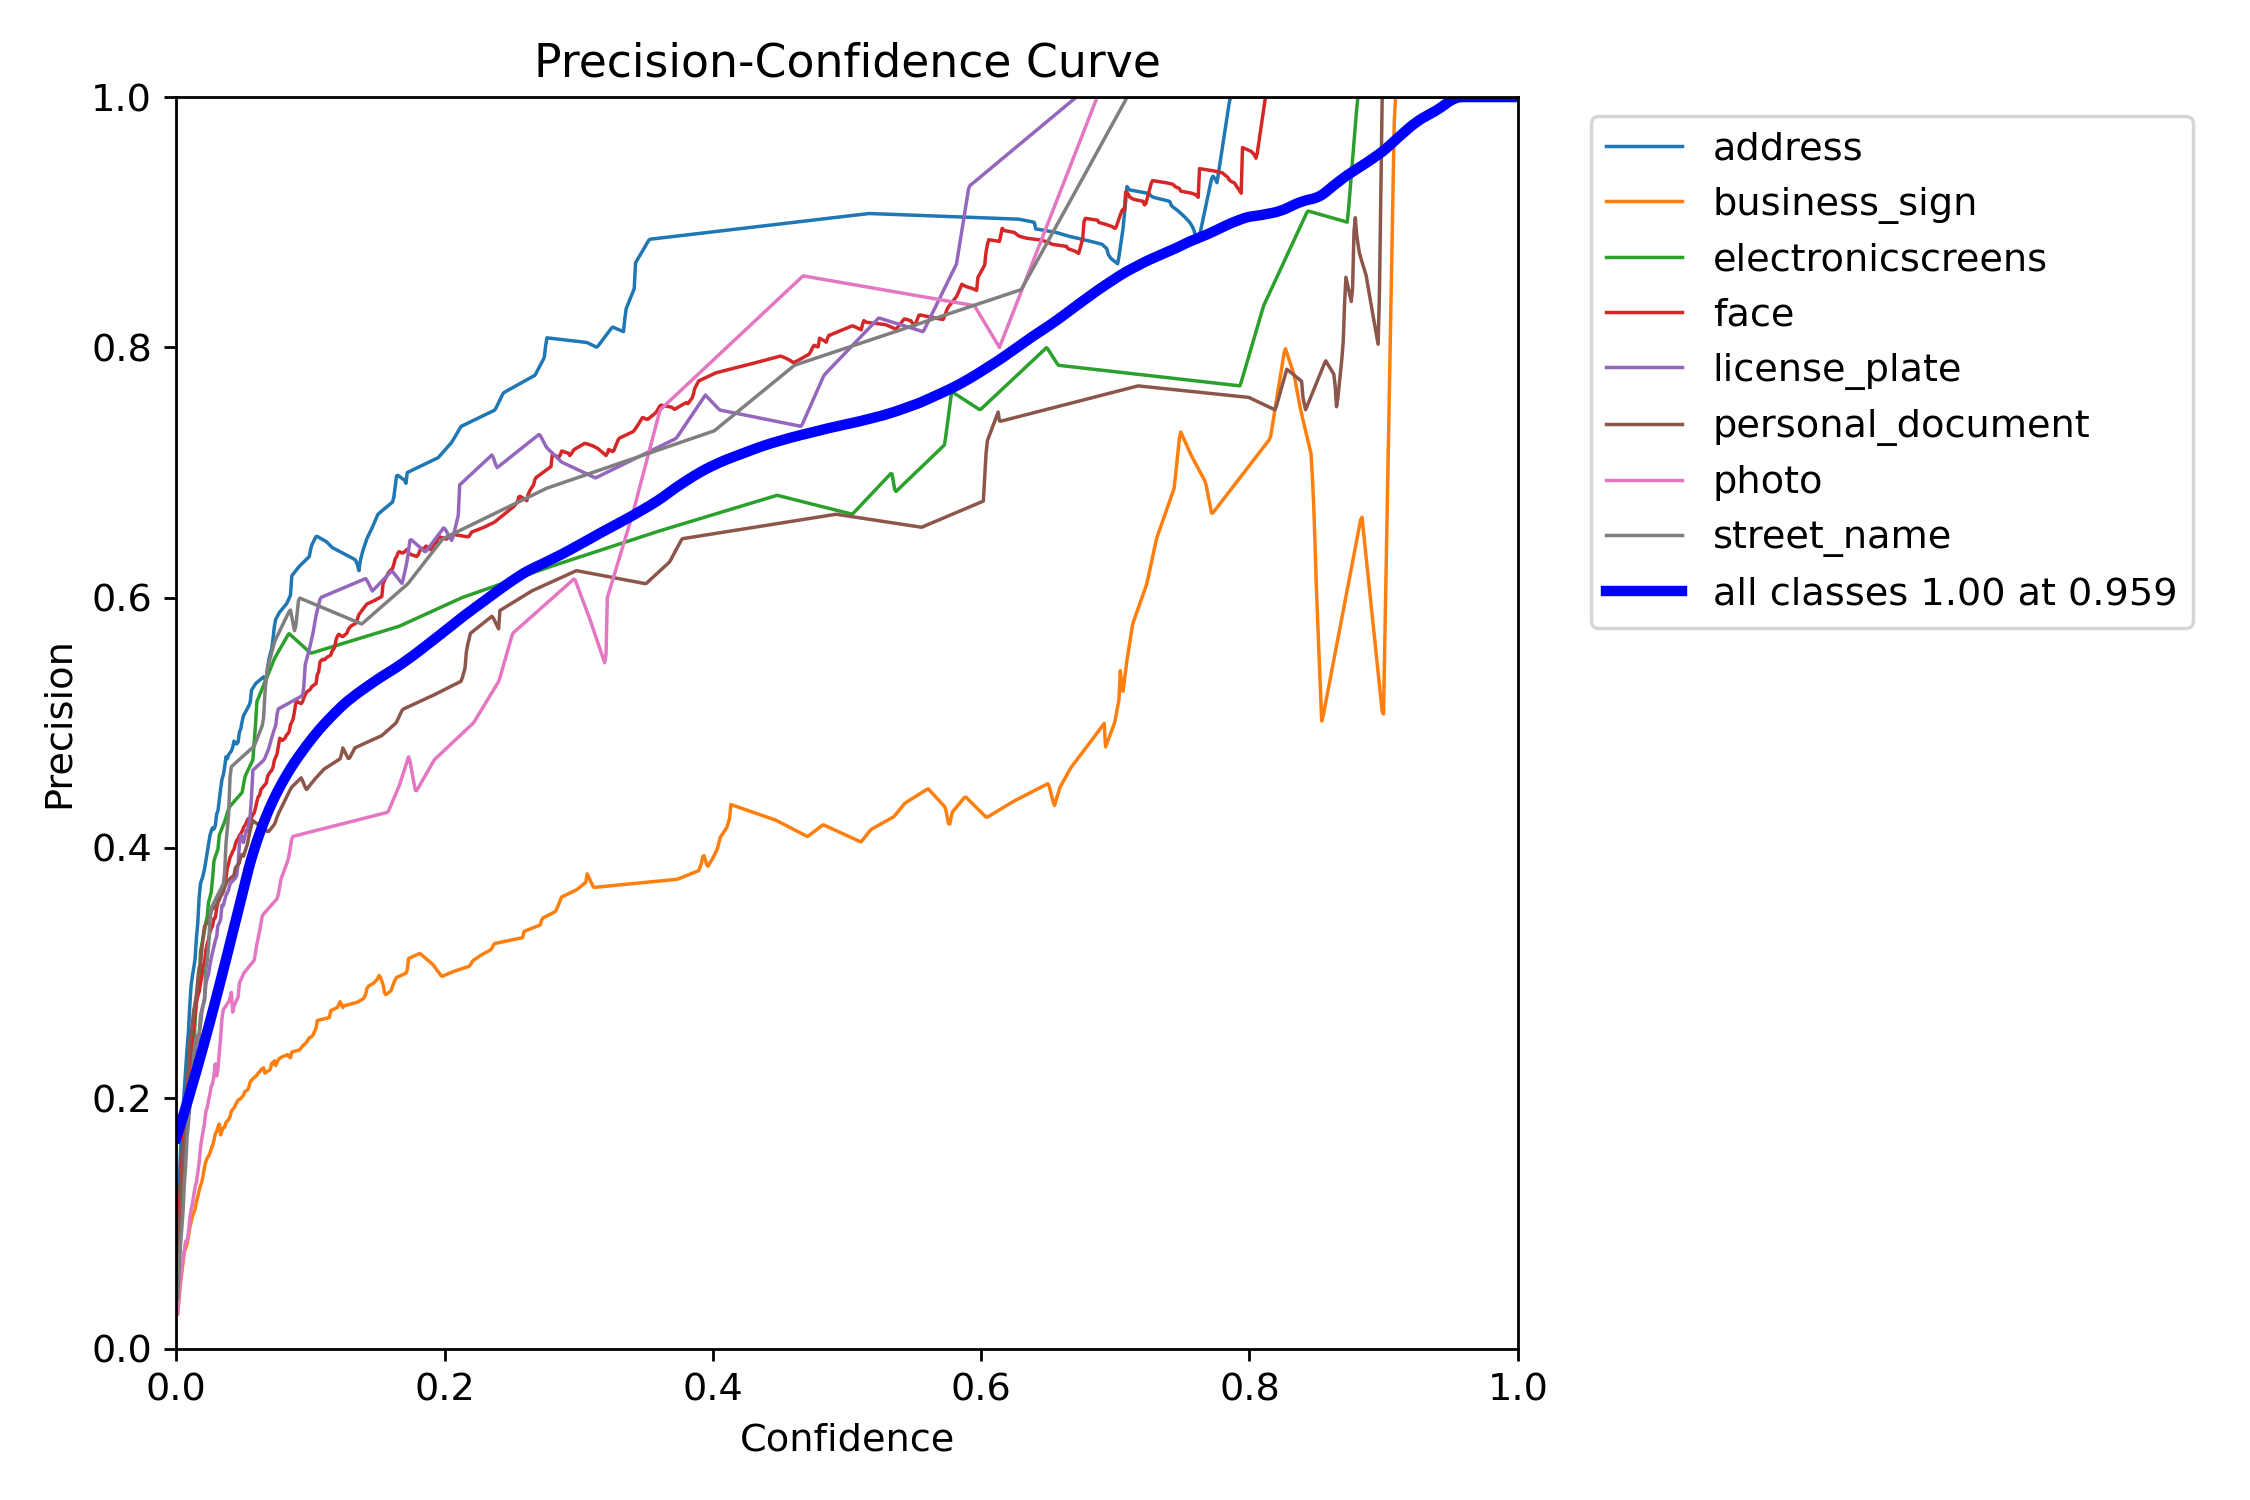 Precision-Confidence Curve
1.0
0.8
0.6
0.4
0.2
0.0
Precision
0.0 0.2 0.4 0.6 0.8 1.0
Confidence
address
business_sign
electronicscreens
face
license_plate
personal_document
photo
street_name
all classes 1.00 at 0.959